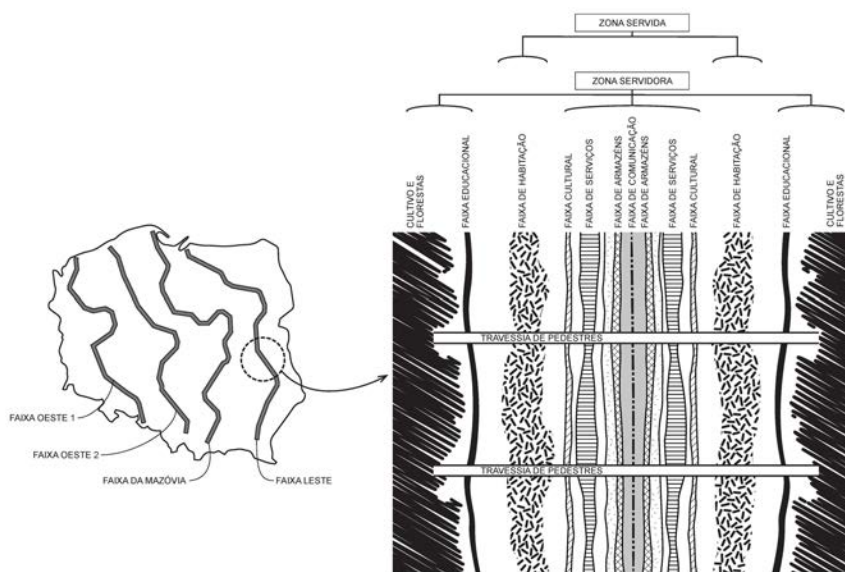 ZONA SERVIDA
ZONA SERVIDORA
CULTIVO E
FLORESTAS
FAIXA EDUCACIONAL
FAIXA DE HABITAÇÃO
FAIXA CULTURAL
FAIXA DE SERVIÇOS
FAIXA DE ARMAZÉNS
FAIXA DE COMUNICAÇÃO
FAIXA DE ARMAZÉNS
FAIXA DE SERVIÇOS
FAIXA CULTURAL
FAIXA DE HABITAÇÃO
FAIXA EDUCACIONAL
CULTIVO E
FLORESTAS
TRAVESSIA DE PEDESTRES
TRAVESSIA DE PEDESTRES
FAIXA OESTE 1
FAIXA OESTE 2
FAIXA DA MAZÓVIA
FAIXA LESTE